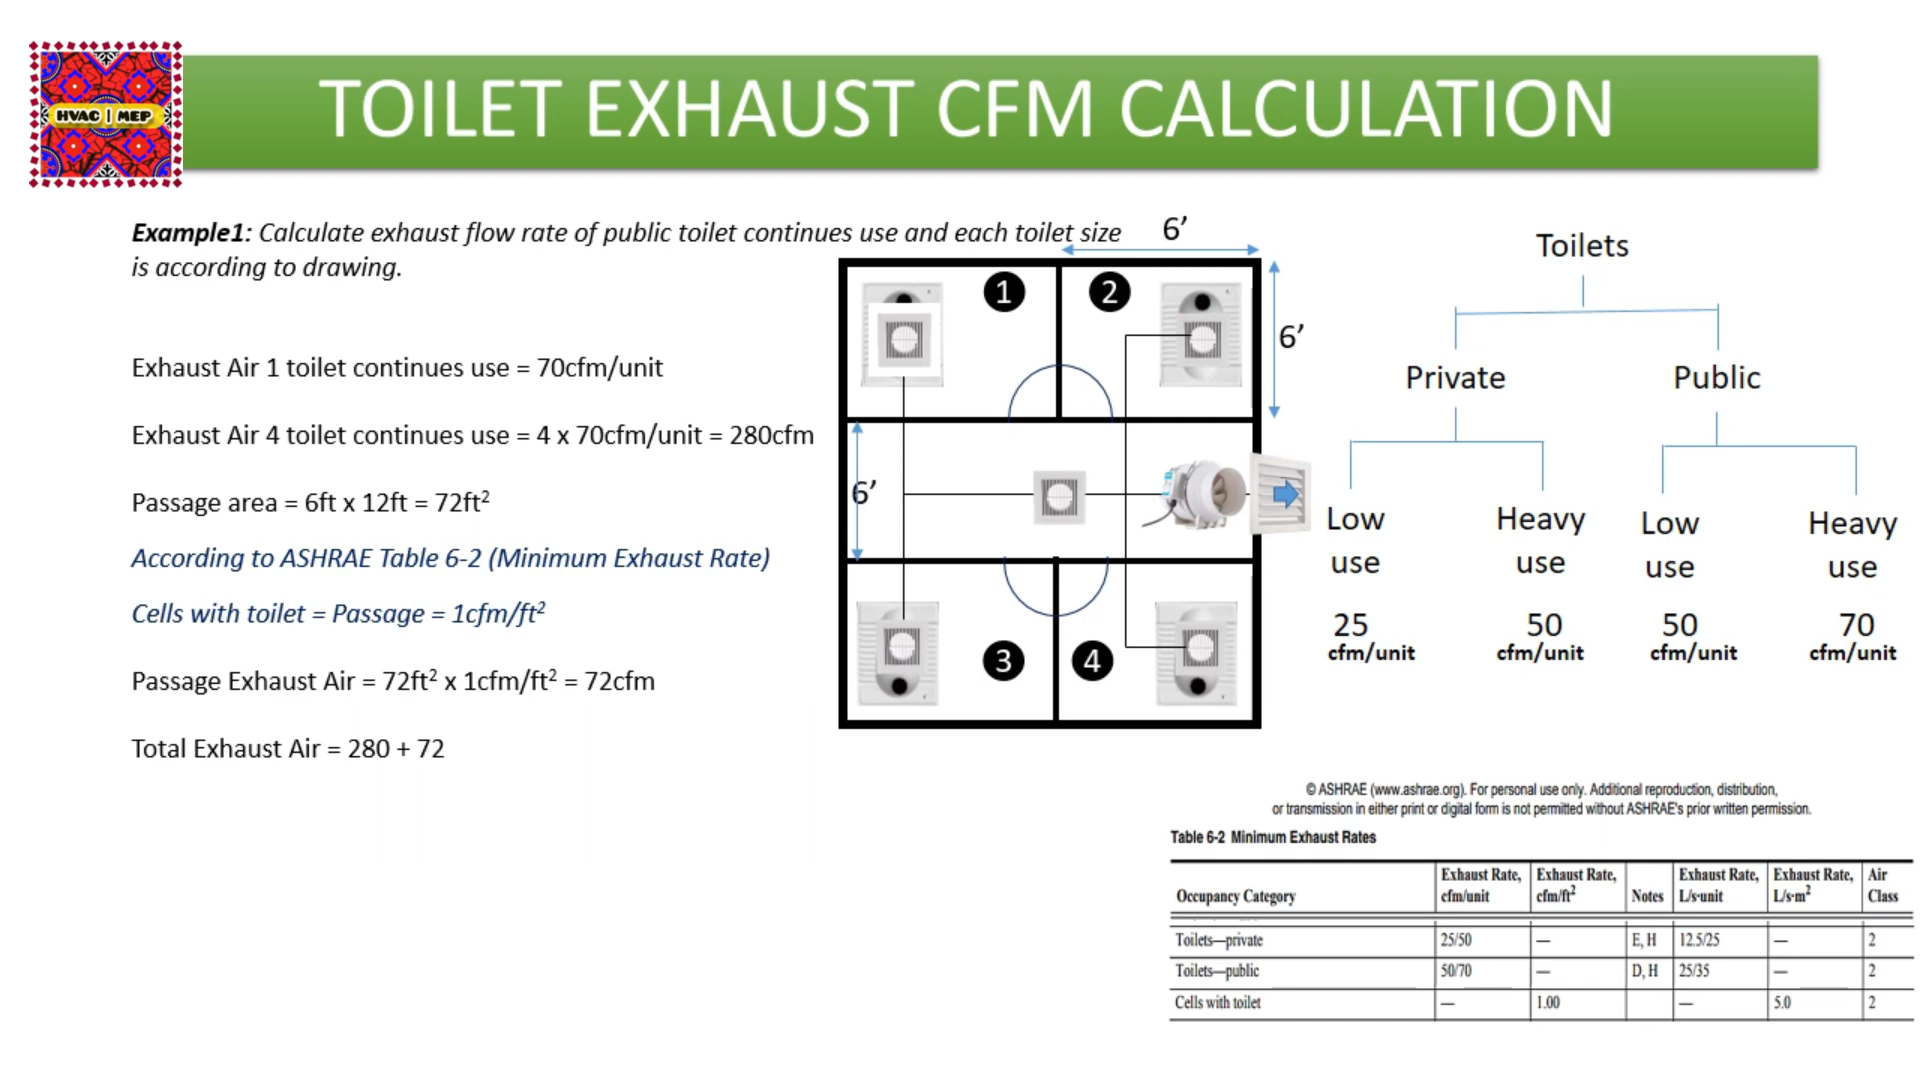 HVAC | MEP
TOILET EXHAUST CFM CALCULATION
Example1: Calculate exhaust flow rate of public toilet continues use and each toilet size
is according to drawing.
Exhaust Air 1 toilet continues use = 70cfm/unit
Exhaust Air 4 toilet continues use = 4 x 70cfm/unit = 280cfm
Passage area = 6ft x 12ft = 72ft²
According to ASHRAE Table 6-2 (Minimum Exhaust Rate)
Cells with toilet = Passage = 1cfm/ft²
Passage Exhaust Air = 72ft² x 1cfm/ft² = 72cfm
Total Exhaust Air = 280 + 72
6’
1 2
6’
6’
3 4
Toilets
Private Public
Low use Heavy use Low use Heavy use
25 50 50 70
cfm/unit cfm/unit cfm/unit cfm/unit
© ASHRAE (www.ashrae.org). For personal use only. Additional reproduction, distribution,
or transmission in either print or digital form is not permitted without ASHRAE's prior written permission.
Table 6-2 Minimum Exhaust Rates
Occupancy Category Exhaust Rate, cfm/unit Exhaust Rate, cfm/ft² Notes Exhaust Rate, L/s·unit Exhaust Rate, L/s·m² Air Class
Toilets—private 25/50 — E, H 12.5/25 — 2
Toilets—public 50/70 — D, H 25/35 — 2
Cells with toilet — 1.00 — 5.0 2